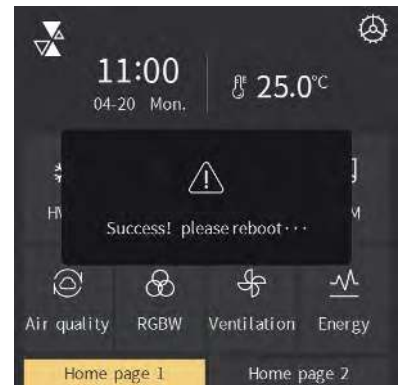 11:00
04-20 Mon.
25.0°C
Success! please reboot···
Air quality RGBW Ventilation Energy
Home page 1 Home page 2